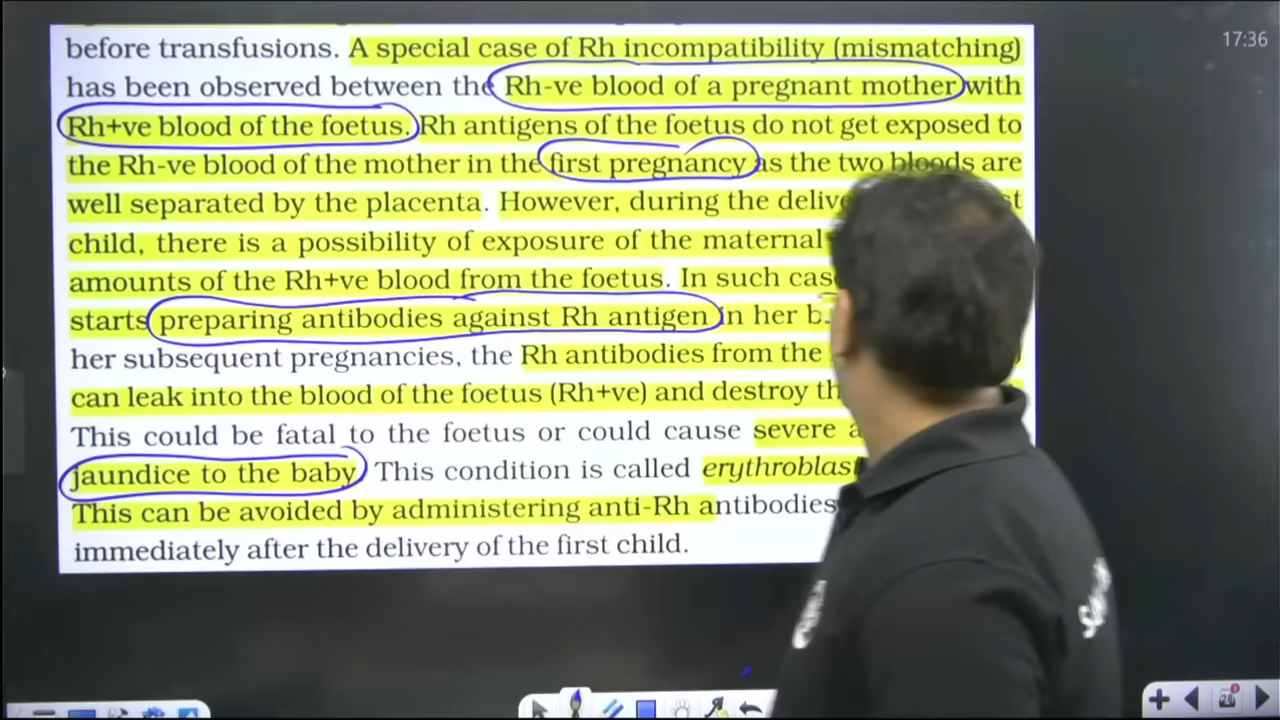 17:36
before transfusions. A special case of Rh incompatibility (mismatching)
has been observed between the Rh-ve blood of a pregnant mother with
Rh+ve blood of the foetus. Rh antigens of the foetus do not get exposed to
the Rh-ve blood of the mother in the first pregnancy as the two bloods are
well separated by the placenta. However, during the
child, there is a possibility of exposure of the maternal
amounts of the Rh+ve blood from the foetus. In such
starts preparing antibodies against Rh antigen in her
her subsequent pregnancies, the Rh antibodies from the
can leak into the blood of the foetus (Rh+ve) and destroy
This could be fatal to the foetus or could cause severe
jaundice to the baby. This condition is called
This can be avoided by administering anti-Rh antibodies
immediately after the delivery of the first child.